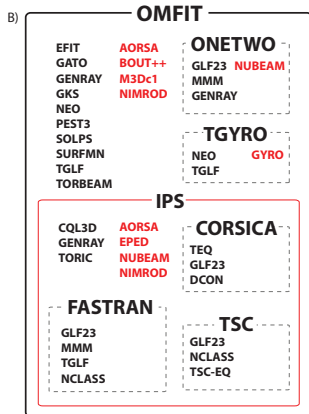 B)
OMFIT
EFIT AORSA
GATO BOUT++
GENRAY M3Dc1
GKS NIMROD
NEO
PEST3
SOLPS
SURFMN
TGLF
TORBEAM
ONETWO
GLF23 NUBEAM
MMM
GENRAY
TGYRO
NEO GYRO
TGLF
IPS
CQL3D AORSA
GENRAY EPED
TORIC NUBEAM
NIMROD
CORSICA
TEQ
GLF23
DCON
FASTRAN
GLF23
MMM
TGLF
NCLASS
TSC
GLF23
NCLASS
TSC-EQ